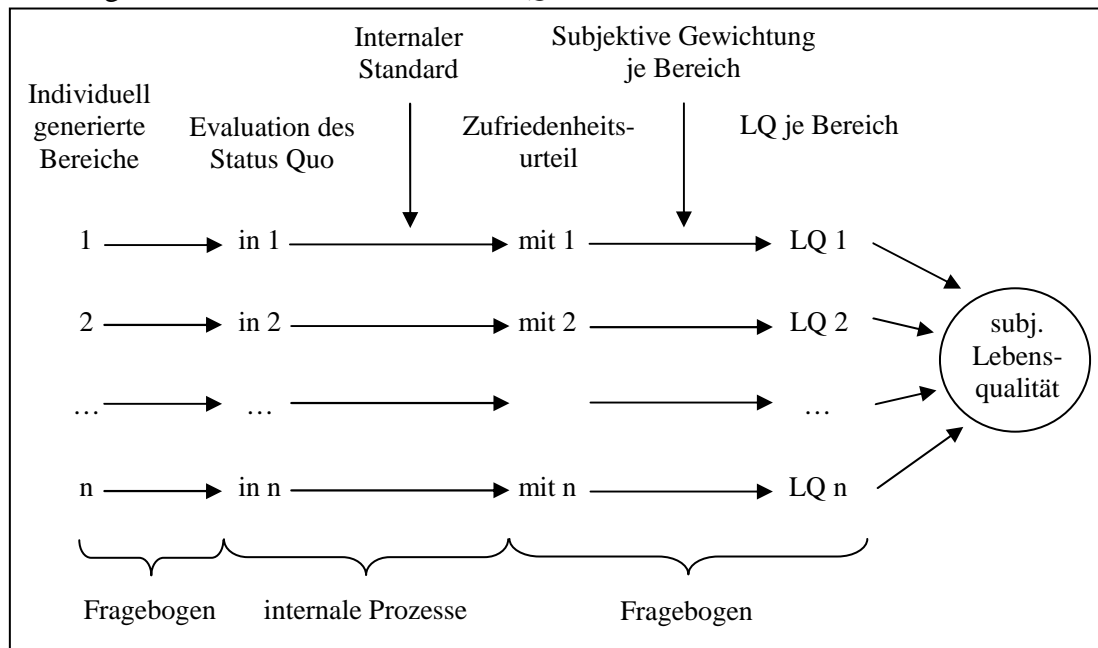 Internaler
Standard
Subjektive Gewichtung
je Bereich
Individuell
generierte
Bereiche
Evaluation des
Status Quo
Zufriedenheits-
urteil
LQ je Bereich
1 in 1 mit 1 LQ 1
2 in 2 mit 2 LQ 2
… … …
n in n mit n LQ n
subj.
Lebens-
qualität
Fragebogen internale Prozesse Fragebogen